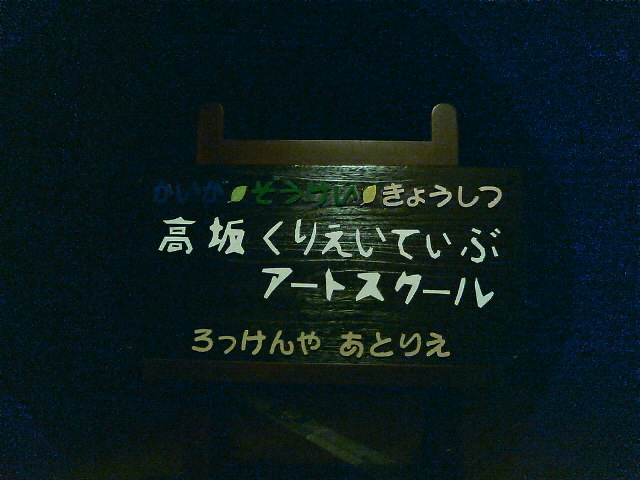 かいが ぞうけい きょうしつ
高坂くりえいてぃぶ
アートスクール
ろっけんや あとりえ